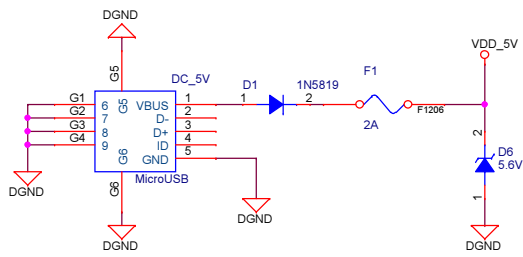 DGND
VDD_5V
G5
DC_5V
D1
1N5819
F1
G1
6
G5
VBUS
1
1
2
F1206
G2
7
D-
2
G3
8
D+
3
2A
G4
9
ID
4
2
D6
G6
GND
5
5.6V
DGND
G6
MicroUSB
1
DGND
DGND
DGND